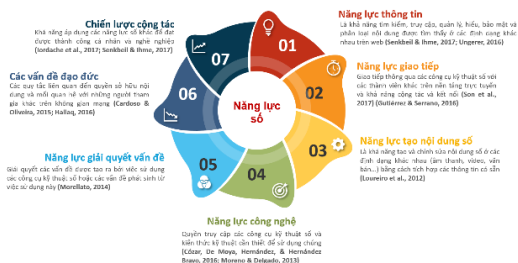 Chiến lược cộng tác
Khả năng áp dụng các năng lực số khác để đạt
được thành công cá nhân và nghề nghiệp
(Iordache et al., 2017; Senkbeil & Ihme, 2017)
Các vấn đề đạo đức
Các quy tắc liên quan đến quyền sở hữu nội
dung và mối quan hệ với những người tham
gia khác trên không gian mạng (Cardoso &
Oliveira, 2015; Hallaq, 2016)
Năng lực giải quyết vấn đề
Giải quyết các vấn đề được tạo ra bởi việc sử dụng
các công cụ kỹ thuật số hoặc các vấn đề phát sinh từ
việc sử dụng này (Morellato, 2014)
07
06
05
04
03
02
01
Năng lực
số
Năng lực thông tin
Là khả năng tìm kiếm, truy cập, quản lý, hiểu, bảo mật và
phân loại nội dung được tìm thấy ở các định dạng khác
nhau trên web (Senkbeil & Ihme, 2017; Ungerer, 2016)
Năng lực giao tiếp
Giao tiếp thông qua các công cụ kỹ thuật số với
các thành viên khác trên nền tảng trực tuyến
và khả năng cộng tác và kết nối (Son et al.,
2017) (Gutiérrez & Serrano, 2016)
Năng lực tạo nội dung số
Là khả năng tạo và chỉnh sửa nội dung số ở các
định dạng khác nhau (âm thanh, video, văn
bản...) bằng cách tích hợp các thông tin có sẵn
(Loureiro et al., 2012)
Năng lực công nghệ
Quyền truy cập các công cụ kỹ thuật số và
kiến thức kỹ thuật cần thiết để sử dụng chúng
(Cózar, De Moya, Hernández, & Hernández
Bravo, 2016; Moreno & Delgado, 2013)